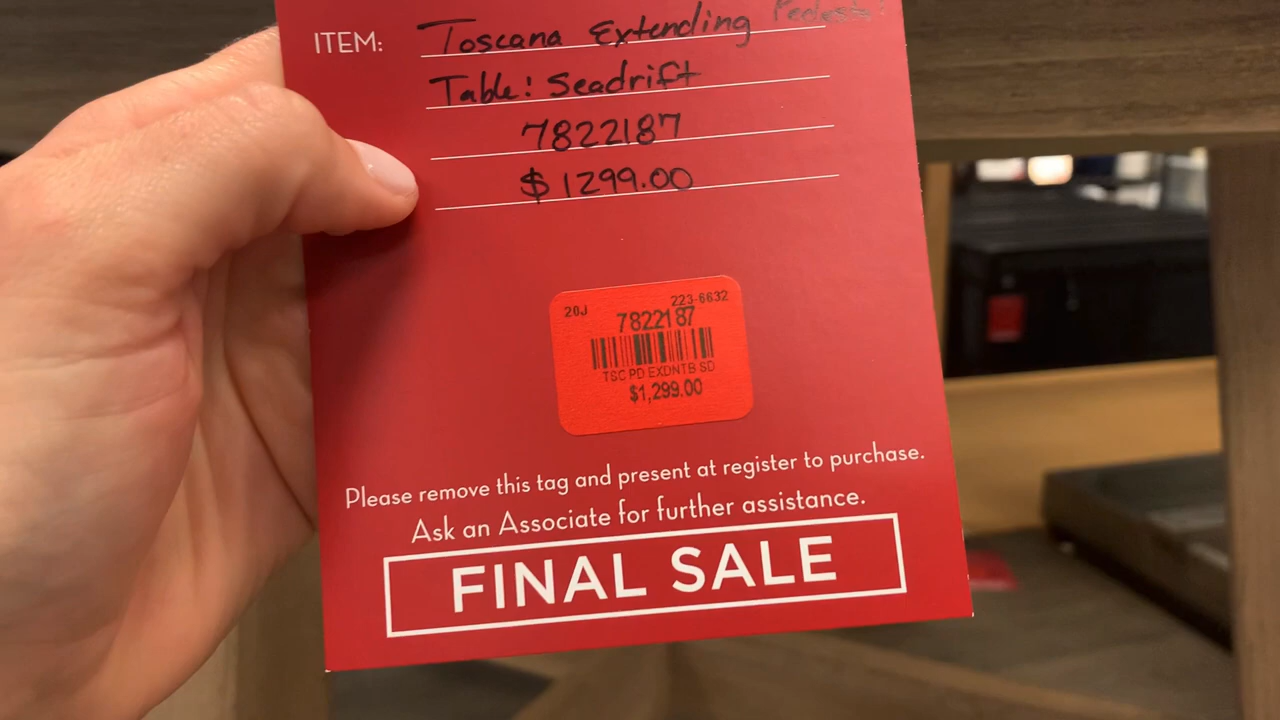 ITEM: Toscana Extending Pedestal
Table: Seadrift
7822187
$1299.00
20J 223-6632
7822187
TSC PD EXDNTB SD
$1,299.00
Please remove this tag and present at register to purchase.
Ask an Associate for further assistance.
FINAL SALE